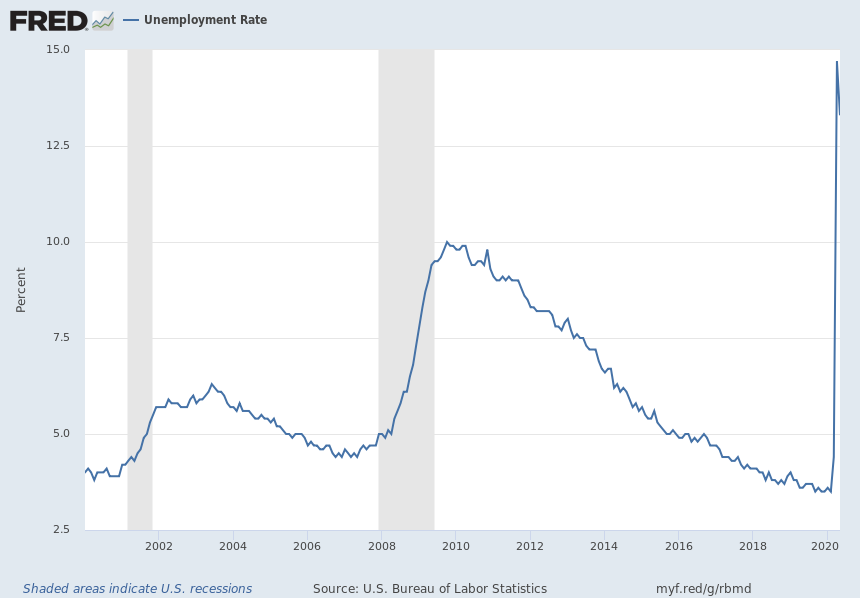 FRED
Unemployment Rate
15.0
12.5
10.0
7.5
5.0
2.5
Percent
2002 2004 2006 2008 2010 2012 2014 2016 2018 2020
Shaded areas indicate U.S. recessions Source: U.S. Bureau of Labor Statistics myf.red/g/rbmd